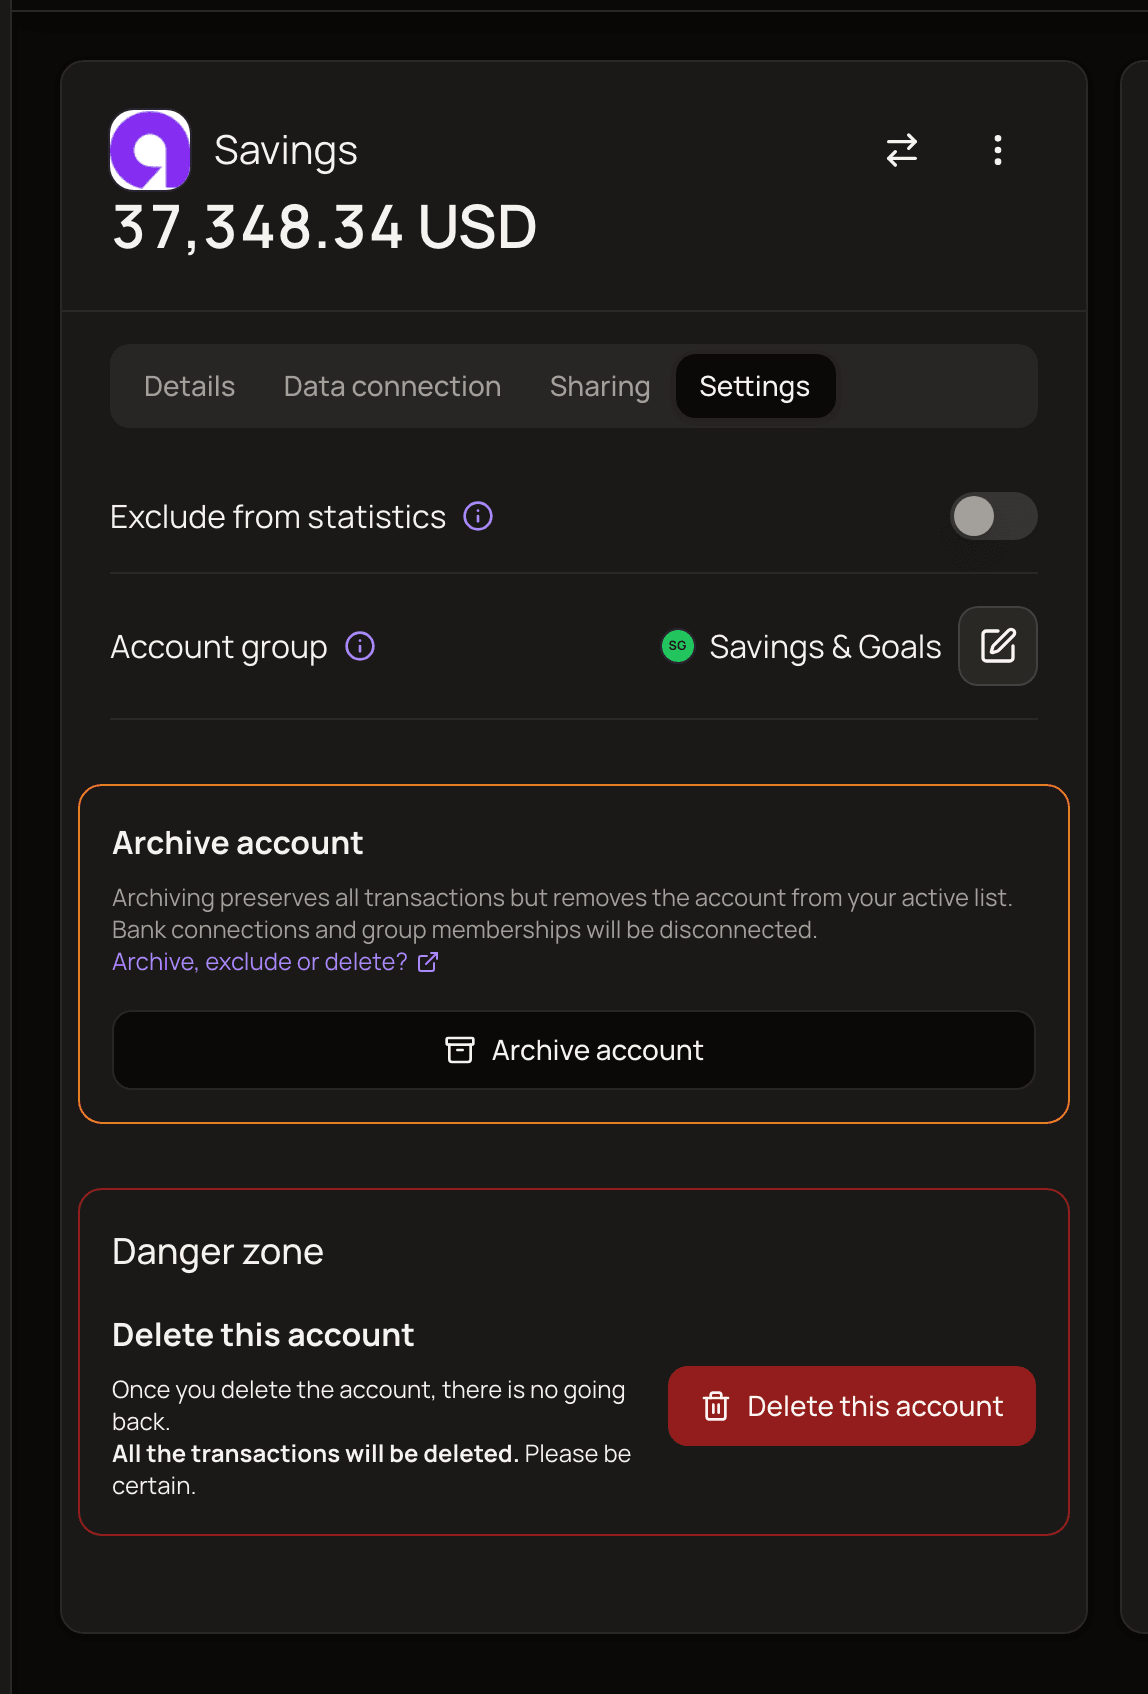 Savings
37,348.34 USD
Details Data connection Sharing Settings
Exclude from statistics
Account group SG Savings & Goals
Archive account
Archiving preserves all transactions but removes the account from your active list.
Bank connections and group memberships will be disconnected.
Archive, exclude or delete?
Archive account
Danger zone
Delete this account
Once you delete the account, there is no going
back.
All the transactions will be deleted. Please be
certain.
Delete this account